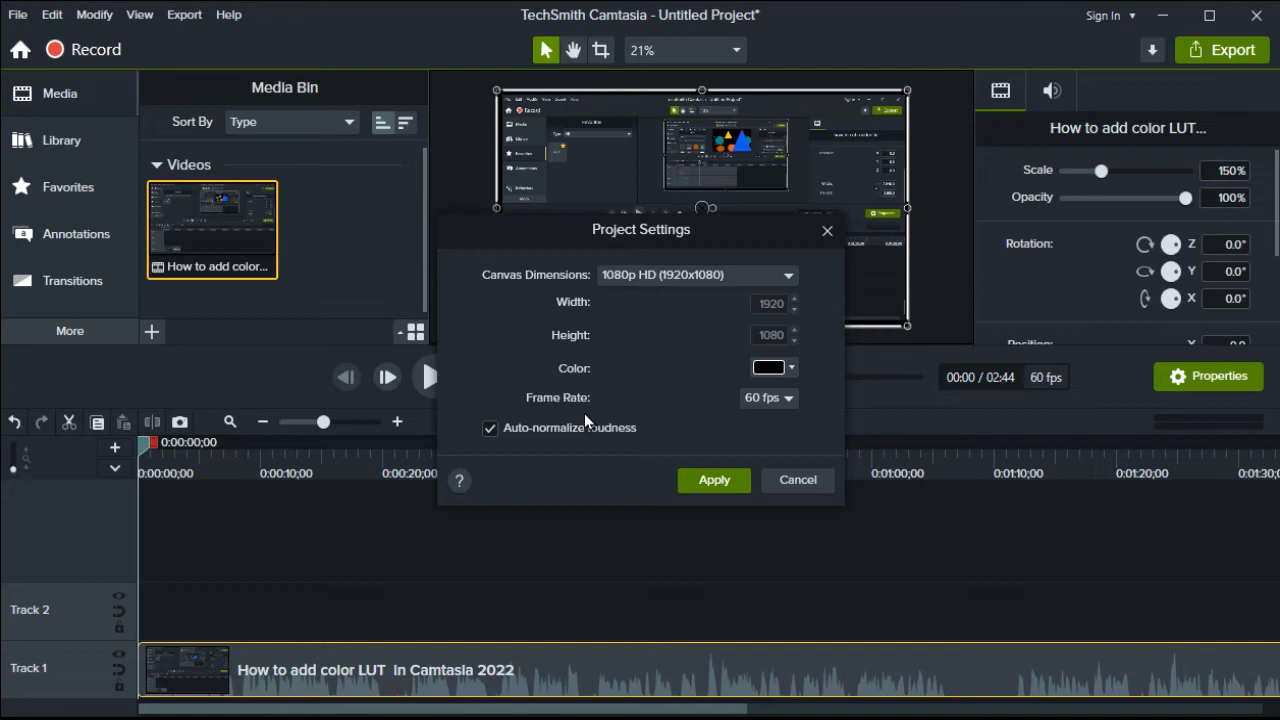 File Edit Modify View Export Help
TechSmith Camtasia - Untitled Project*
Sign In
Record
21%
Export
Media
Library
Favorites
Annotations
Transitions
More
Media Bin
Sort By Type
Videos
How to add color...
How to add color LUT...
Scale 150%
Opacity 100%
Rotation: Z 0.0°
Y 0.0°
X 0.0°
Project Settings
Canvas Dimensions: 1080p HD (1920x1080)
Width: 1920
Height: 1080
Color:
Frame Rate: 60 fps
Auto-normalize loudness
? Apply Cancel
00:00 / 02:44 60 fps
Properties
0:00:00;00
0:00:00;00 0:00:10;00 0:00:20;00 0:01:00;00 0:01:10;00 0:01:20;00
Track 2
Track 1
How to add color LUT In Camtasia 2022